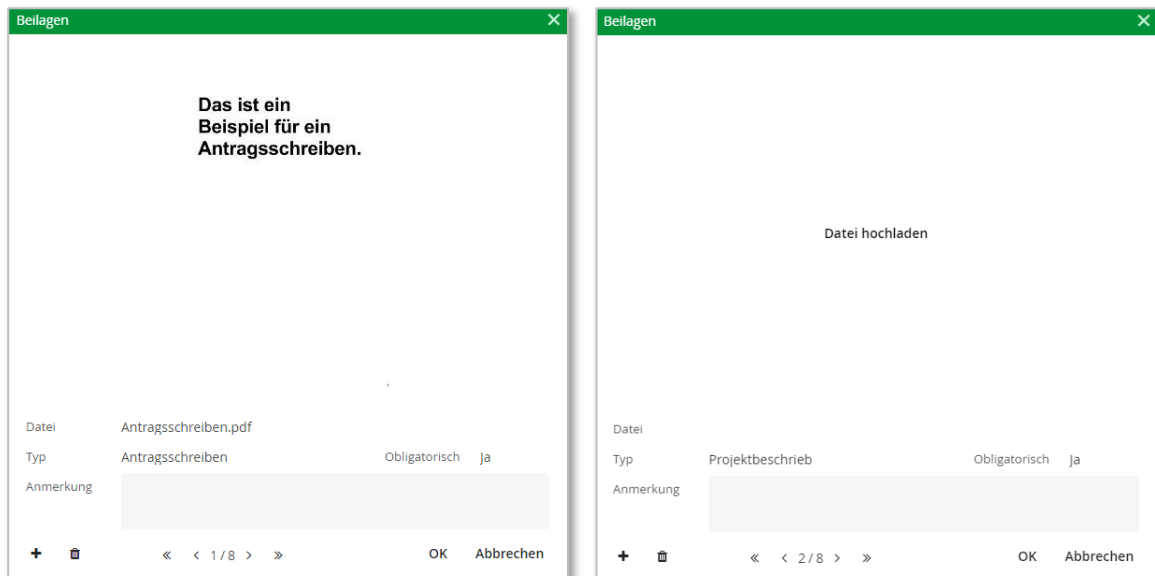 Beilagen
Das ist ein
Beispiel für ein
Antragsschreiben.
Datei Antragsschreiben.pdf
Typ Antragsschreiben Obligatorisch Ja
Anmerkung
« < 1 / 8 > »
OK Abbrechen
Beilagen
Datei hochladen
Datei
Typ Projektbeschrieb Obligatorisch Ja
Anmerkung
« < 2 / 8 > »
OK Abbrechen